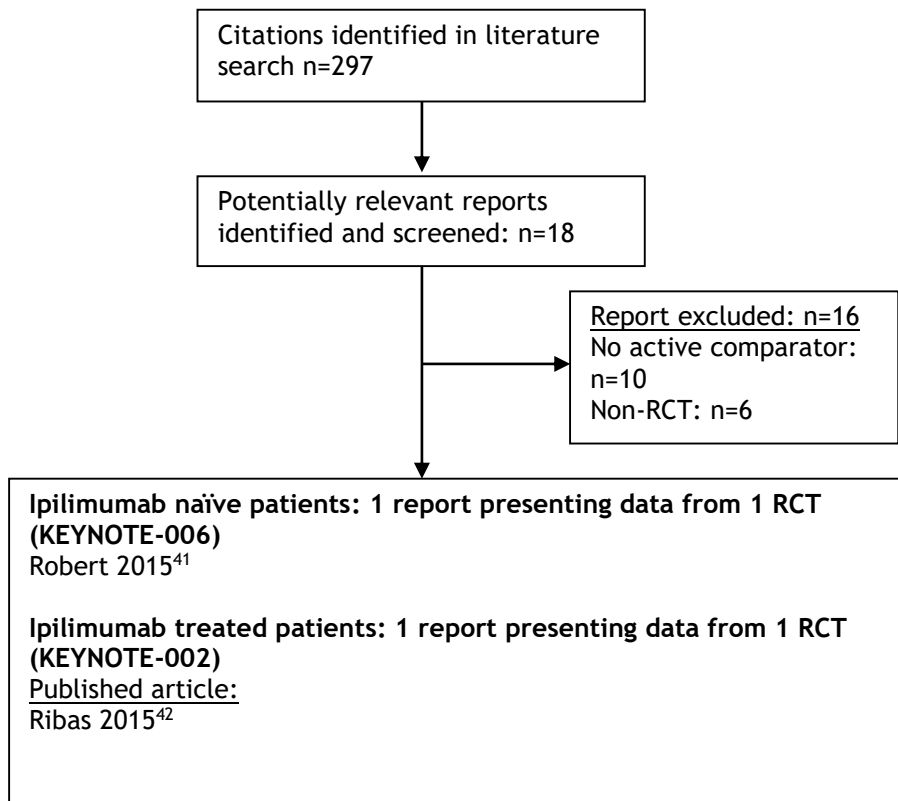 Citations identified in literature
search n=297
Potentially relevant reports
identified and screened: n=18
Report excluded: n=16
No active comparator:
n=10
Non-RCT: n=6
Ipilimumab naïve patients: 1 report presenting data from 1 RCT
(KEYNOTE-006)
Robert 2015⁴¹
Ipilimumab treated patients: 1 report presenting data from 1 RCT
(KEYNOTE-002)
Published article:
Ribas 2015⁴²